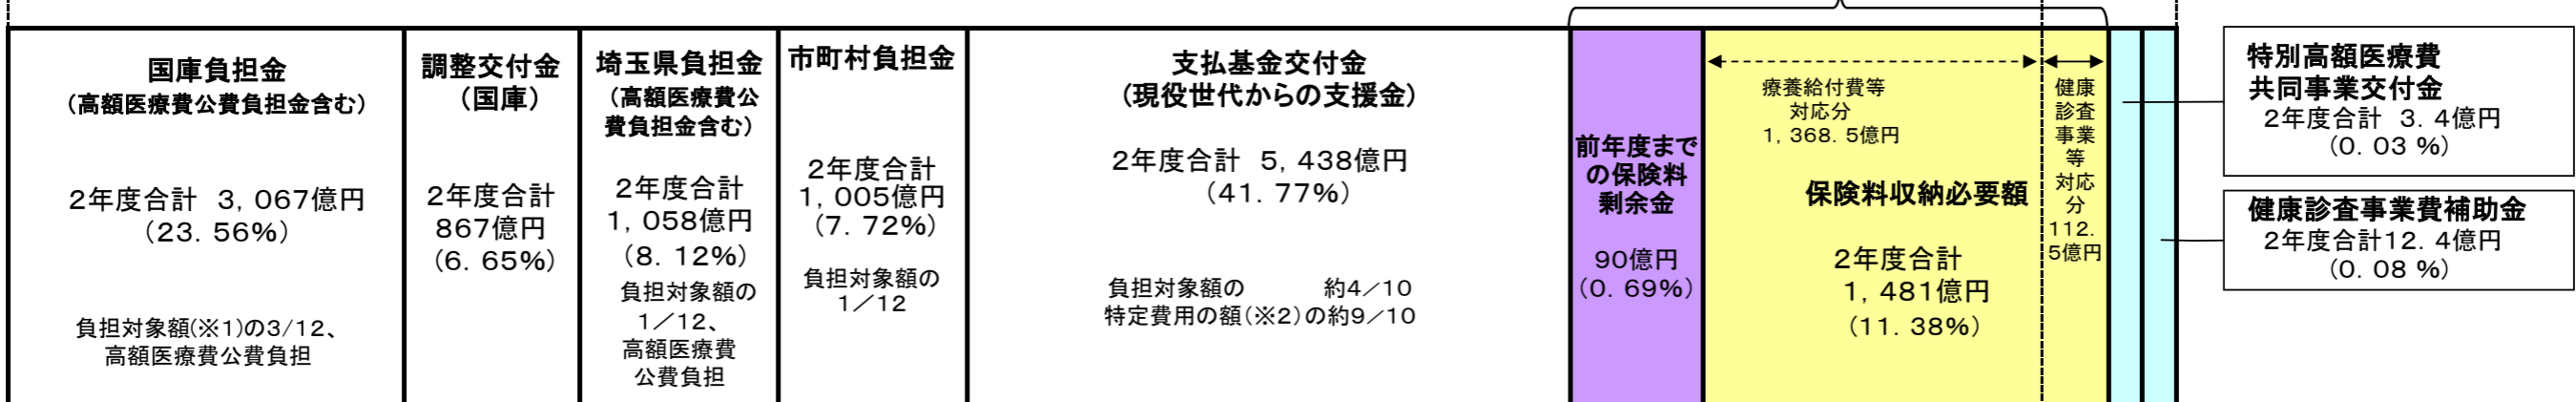 国庫負担金
（高額医療費公費負担金含む）
2年度合計　3，067億円
（23．56％）
負担対象額(※1)の3/12、
高額医療費公費負担
調整交付金
（国庫）
2年度合計
867億円
（6．65％）
埼玉県負担金
（高額医療費公
費負担金含む）
2年度合計
1，058億円
（8．12％）
負担対象額の
1／12、
高額医療費
公費負担
市町村負担金
2年度合計
1，005億円
（7．72％）
負担対象額の
1／12
支払基金交付金
（現役世代からの支援金）
2年度合計　5，438億円
（41．77％）
負担対象額の　　　約4／10
特定費用の額（※2）の約9／10
前年度まで
の保険料
剰余金
90億円
（0．69％）
療養給付費等
対応分
1，368．5億円
保険料収納必要額
2年度合計
1，481億円
（11．38％）
健康
診査
事業
等
対応
分
112．
5億円
特別高額医療費
共同事業交付金
2年度合計　3．4億円
（0．03 ％）
健康診査事業費補助金
2年度合計12．4億円
（0．08 ％）